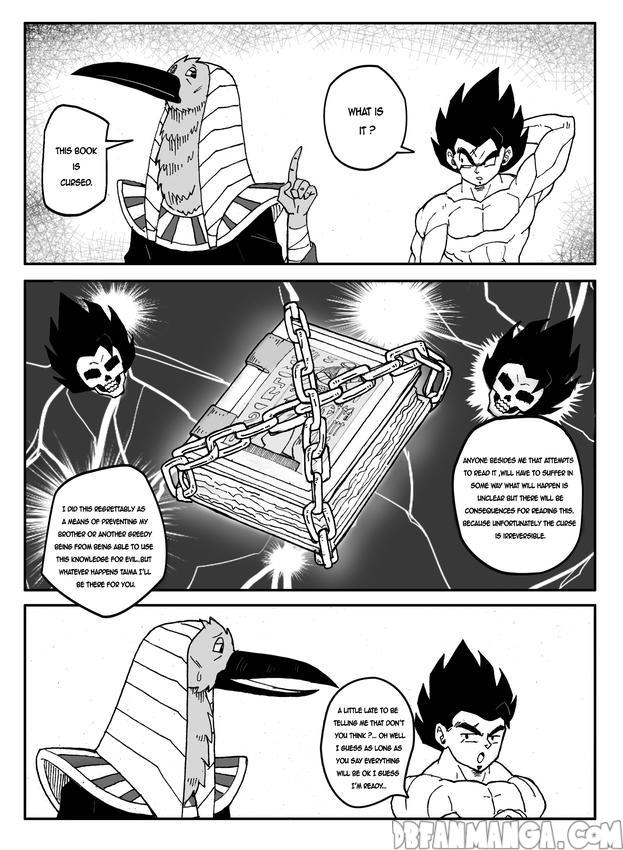 WHAT IS
IT ?
THIS BOOK
IS
CURSED.
ANYONE BESIDES ME THAT ATTEMPTS
TO READ IT ,WILL HAVE TO SUFFER IN
SOME WAY WHAT WILL HAPPEN IS
UNCLEAR BUT THERE WILL BE
CONSEQUENCES FOR READING THIS.
BECAUSE UNFORTUNATELY THE CURSE
IS IRREVERSIBLE.
I DID THIS REGRETTABLY AS
A MEANS OF PREVENTING MY
BROTHER OR ANOTHER GREEDY
BEING FROM BEING ABLE TO USE
THIS KNOWLEDGE FOR EVIL..BUT
WHATEVER HAPPENS TAIMA I'LL
BE THERE FOR YOU.
A LITTLE LATE TO BE
TELLING ME THAT DON'T
YOU THINK ?... OH WELL
I GUESS AS LONG AS
YOU SAY EVERYTHING
WILL BE OK I GUESS
I'M READY...
DBFANMANGA.COM